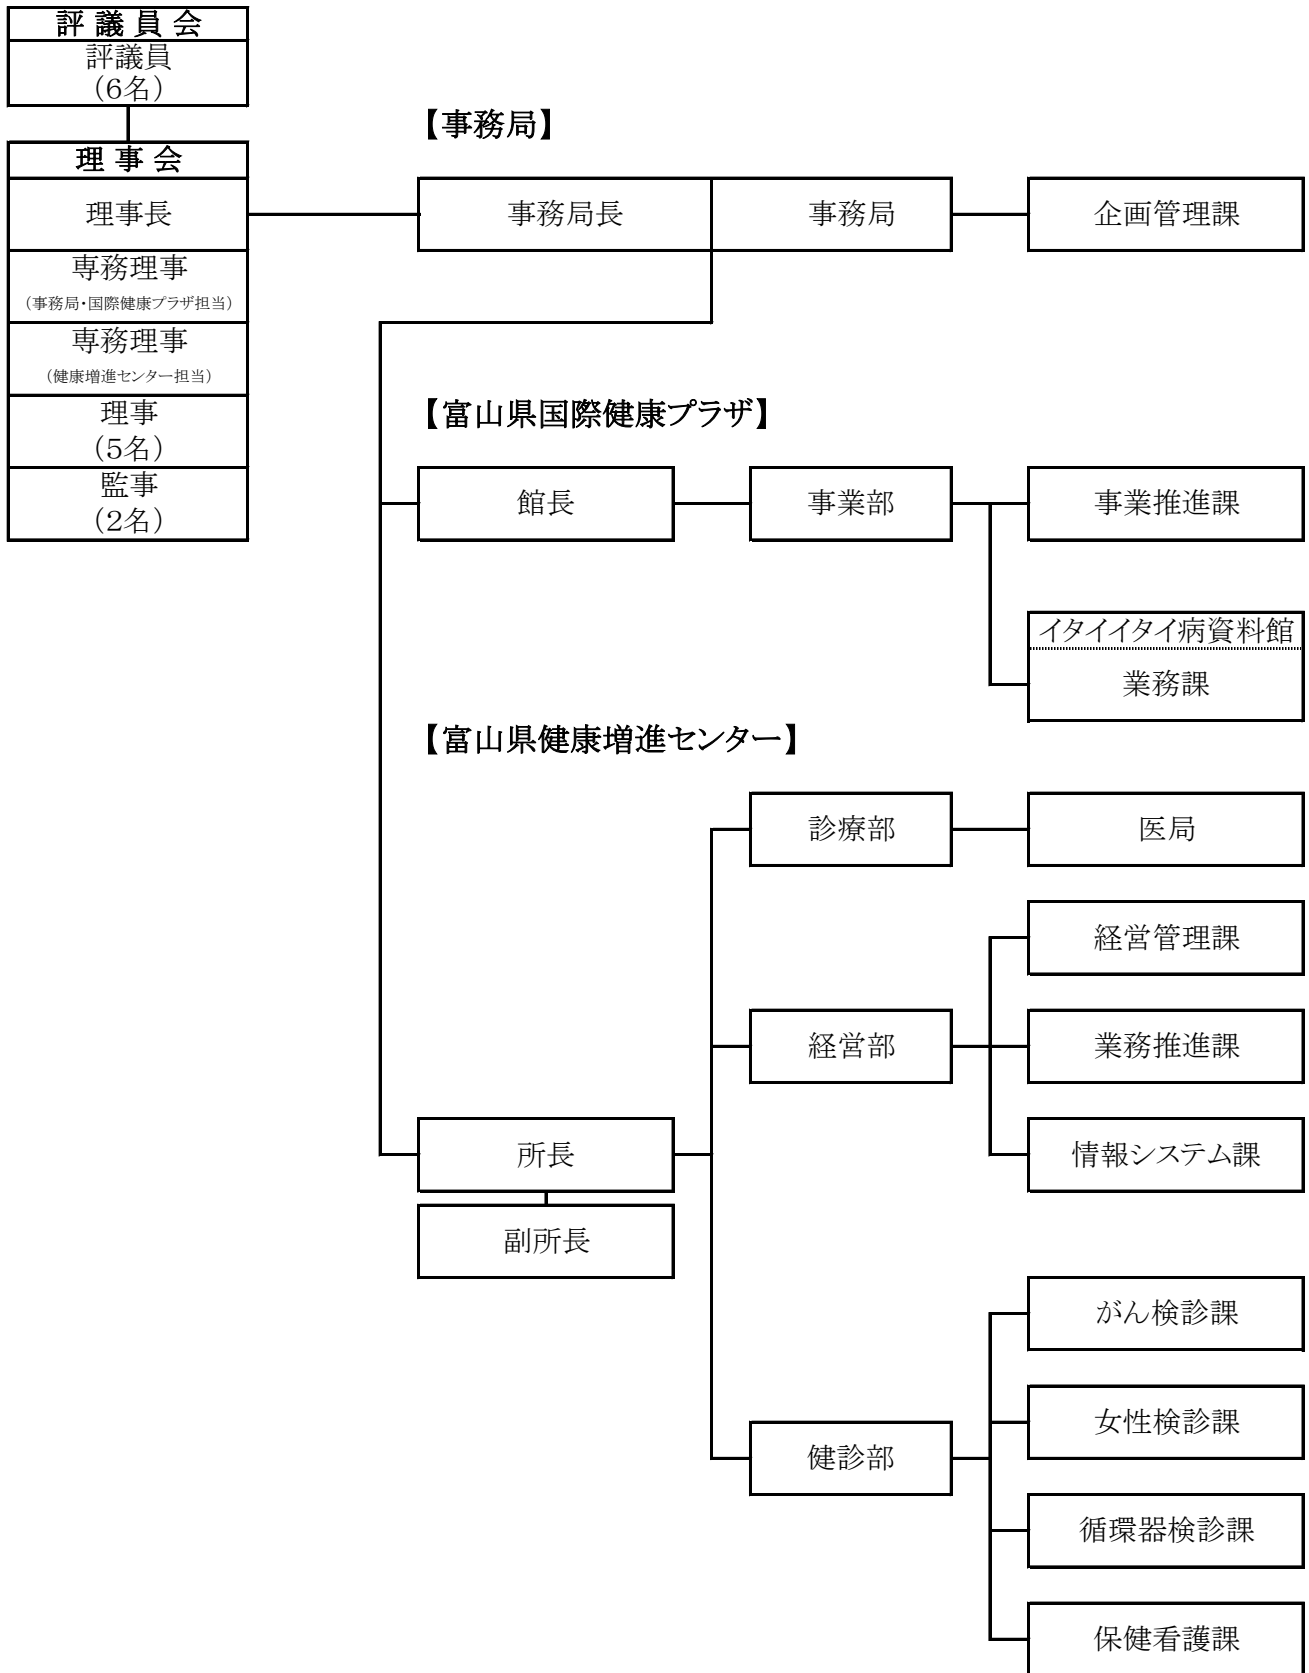 評議員会
評議員
（6名）
理事会
理事長
専務理事
（事務局・国際健康プラザ担当）
専務理事
（健康増進センター担当）
理事
（5名）
監事
（2名）
【事務局】
事務局長
事務局
企画管理課
【富山県国際健康プラザ】
館長
事業部
事業推進課
イタイイタイ病資料館
業務課
【富山県健康増進センター】
診療部
医局
経営管理課
経営部
業務推進課
所長
情報システム課
副所長
がん検診課
女性検診課
健診部
循環器検診課
保健看護課